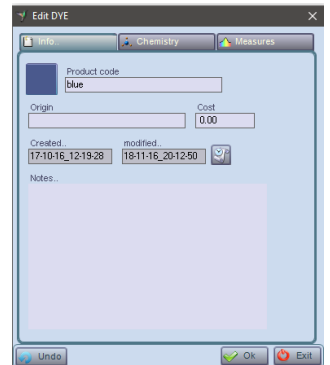 Edit DYE
Info.. Chemistry Measures
Product code
blue
Origin Cost
0.00
Created.. modified..
17-10-16_12-19-28 18-11-16_20-12-50
Notes..
Undo Ok Exit